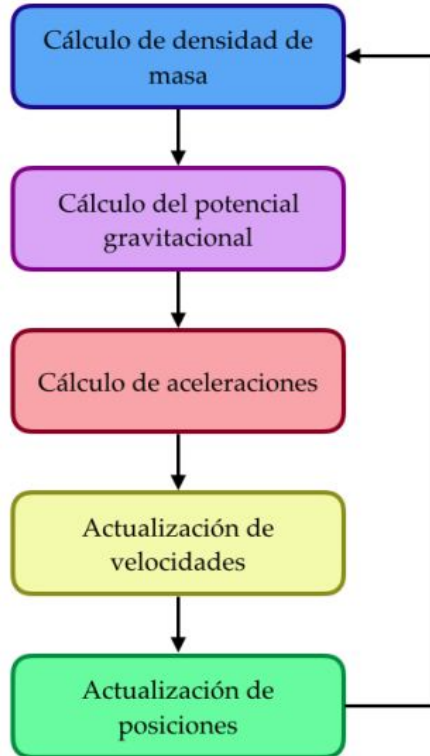 Cálculo de densidad de
masa
Cálculo del potencial
gravitacional
Cálculo de aceleraciones
Actualización de
velocidades
Actualización de
posiciones